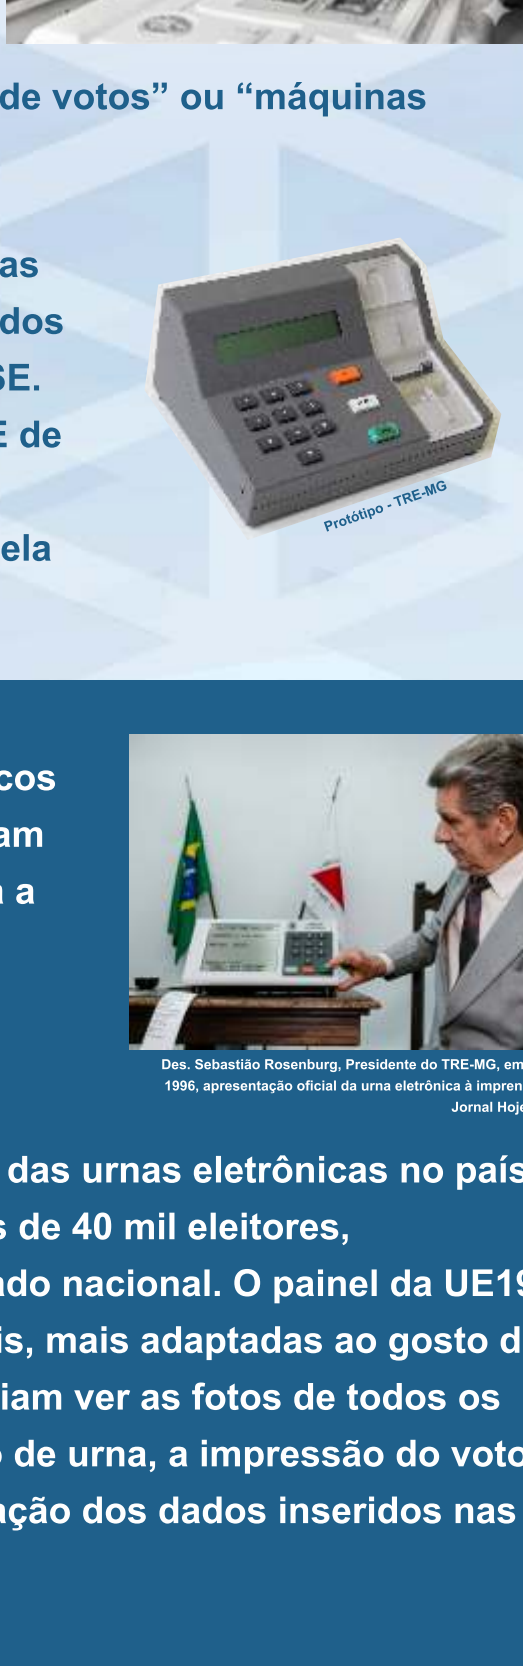 de votos” ou “máquinas
as
dos
SE.
E de
ela
Protótipo - TRE-MG
cos
am
a a
Des. Sebastião Rosenburg, Presidente do TRE-MG, em
1996, apresentação oficial da urna eletrônica à impren
Jornal Hoje
das urnas eletrônicas no país
s de 40 mil eleitores,
ado nacional. O painel da UE19
is, mais adaptadas ao gosto d
iam ver as fotos de todos os
o de urna, a impressão do voto
ação dos dados inseridos nas